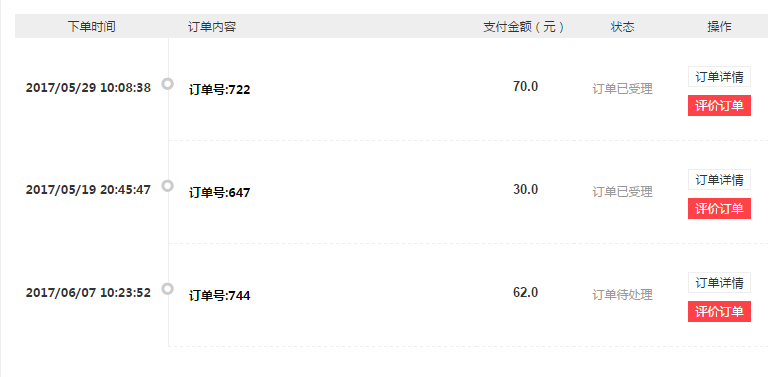 下单时间 订单内容 支付金额（元） 状态 操作
2017/05/29 10:08:38 订单号:722 70.0 订单已受理 订单详情
评价订单
2017/05/19 20:45:47 订单号:647 30.0 订单已受理 订单详情
评价订单
2017/06/07 10:23:52 订单号:744 62.0 订单待处理 订单详情
评价订单